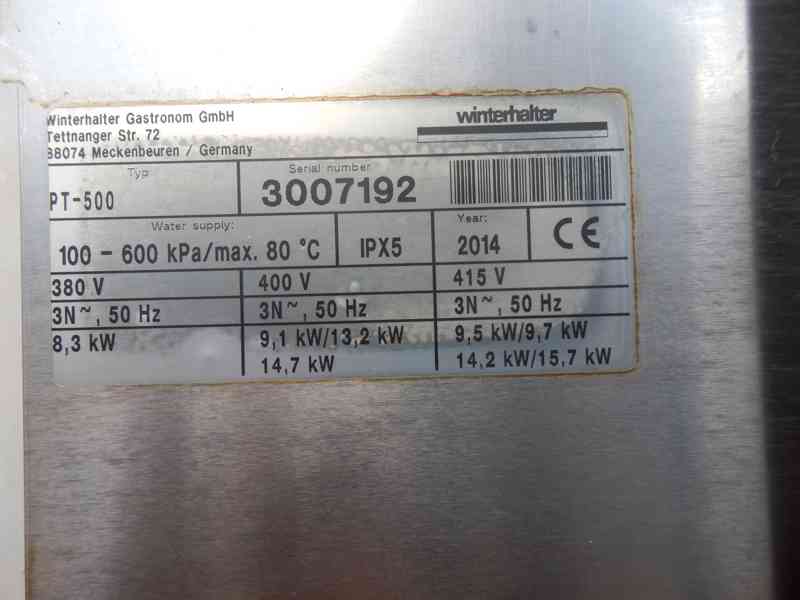 Winterhalter Gastronom GmbH
Tettnanger Str. 72
88074 Meckenbeuren / Germany
winterhalter
Typ
PT-500
Serial number
3007192
Water supply:
100 - 600 kPa/max. 80 °C
IPX5
Year:
2014
CE
380 V
400 V
415 V
3N~, 50 Hz
3N~, 50 Hz
3N~, 50 Hz
8,3 kW
9,1 kW/13,2 kW
9,5 kW/9,7 kW
14,7 kW
14,2 kW/15,7 kW